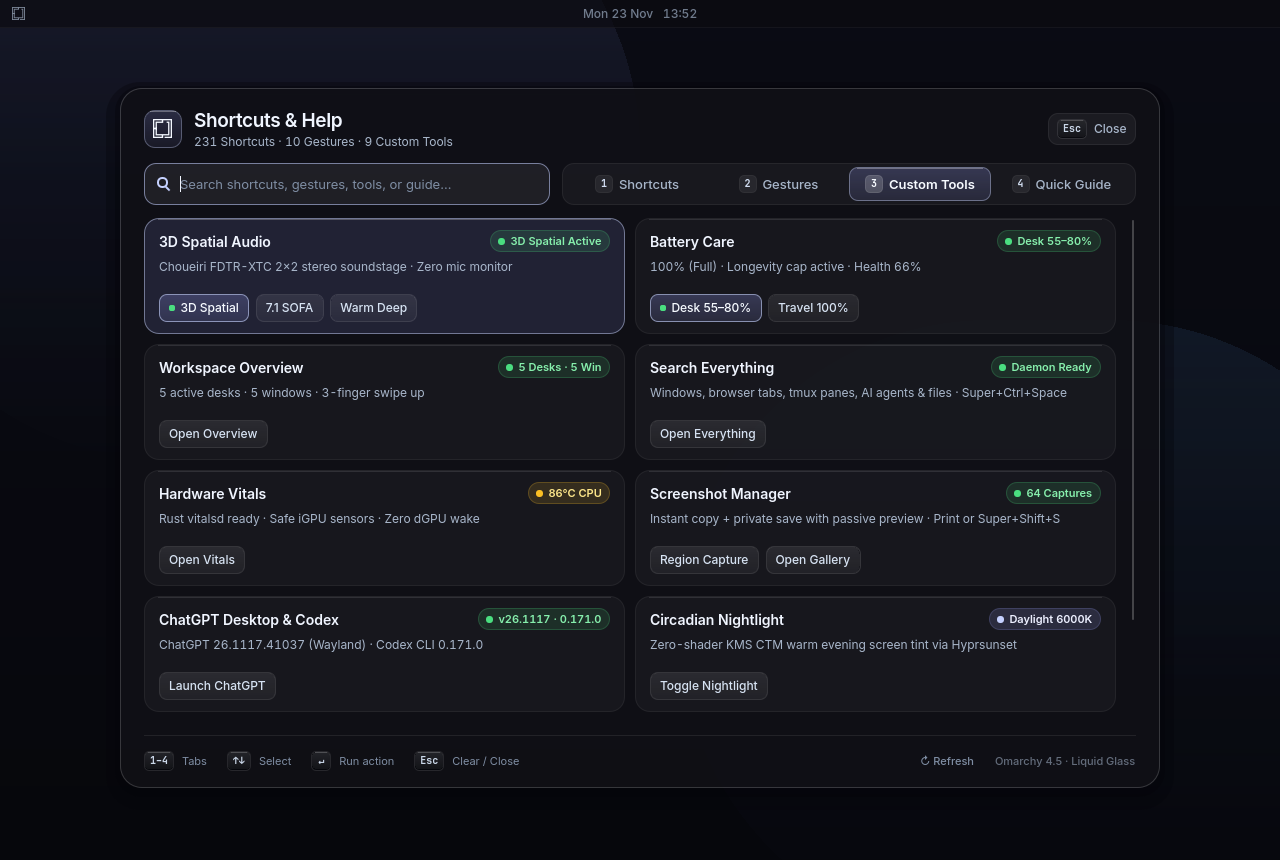 Mon 23 Nov 13:52
Shortcuts & Help
231 Shortcuts · 10 Gestures · 9 Custom Tools
Esc Close
Search shortcuts, gestures, tools, or guide...
1 Shortcuts
2 Gestures
3 Custom Tools
4 Quick Guide
3D Spatial Audio
3D Spatial Active
Choueiri FDTR-XTC 2×2 stereo soundstage · Zero mic monitor
3D Spatial
7.1 SOFA
Warm Deep
Battery Care
Desk 55–80%
100% (Full) · Longevity cap active · Health 66%
Desk 55–80%
Travel 100%
Workspace Overview
5 Desks · 5 Win
5 active desks · 5 windows · 3-finger swipe up
Open Overview
Search Everything
Daemon Ready
Windows, browser tabs, tmux panes, AI agents & files · Super+Ctrl+Space
Open Everything
Hardware Vitals
86°C CPU
Rust vitalsd ready · Safe iGPU sensors · Zero dGPU wake
Open Vitals
Screenshot Manager
64 Captures
Instant copy + private save with passive preview · Print or Super+Shift+S
Region Capture
Open Gallery
ChatGPT Desktop & Codex
v26.1117 · 0.171.0
ChatGPT 26.1117.41037 (Wayland) · Codex CLI 0.171.0
Launch ChatGPT
Circadian Nightlight
Daylight 6000K
Zero-shader KMS CTM warm evening screen tint via Hyprsunset
Toggle Nightlight
1–4 Tabs
↑↓ Select
↵ Run action
Esc Clear / Close
↻ Refresh
Omarchy 4.5 · Liquid Glass